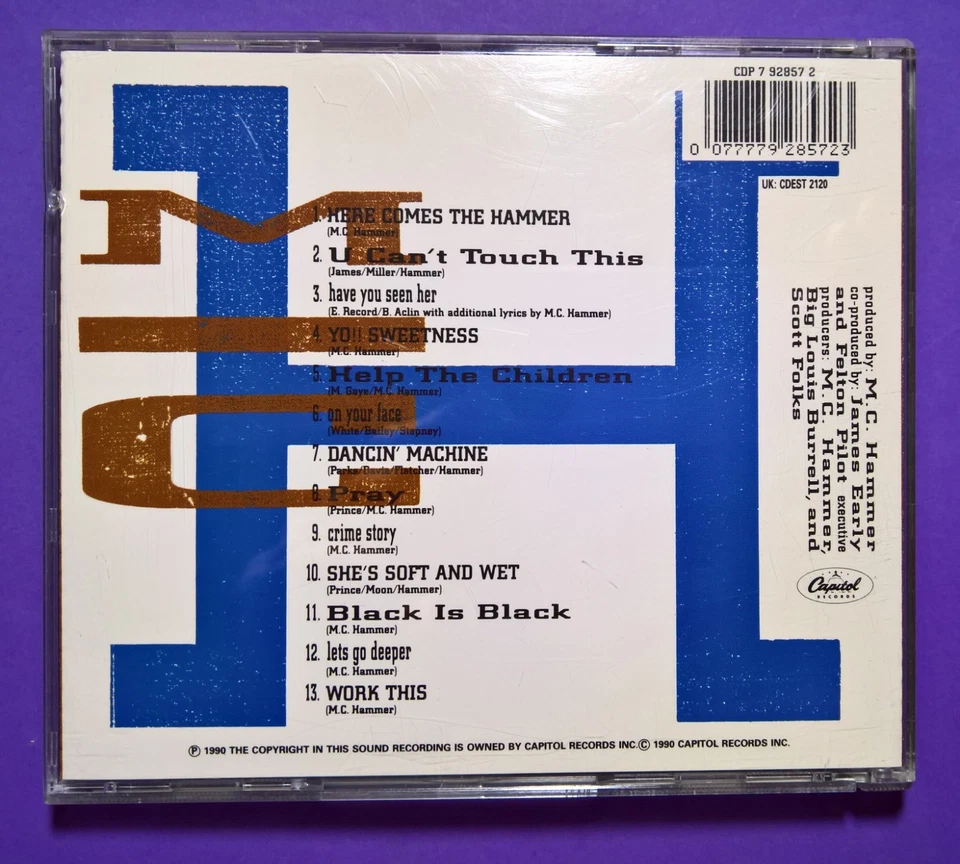 CDP 7 92857 2
0 077779 285723
UK: CDEST 2120
M
C
H
1. HERE COMES THE HAMMER
(M.C. Hammer)
2. U Can't Touch This
(James/Miller/Hammer)
3. have you seen her
(E. Record/B. Aclin with additional lyrics by M.C. Hammer)
4. YO!! SWEETNESS
(M.C. Hammer)
5. Help The Children
(M. Gaye/M.C. Hammer)
6. on your face
(White/Bailey/Stepney)
7. DANCIN' MACHINE
(Parks/Davis/Fletcher/Hammer)
8. Pray
(Prince/M.C. Hammer)
9. crime story
(M.C. Hammer)
10. SHE'S SOFT AND WET
(Prince/Moon/Hammer)
11. Black Is Black
(M.C. Hammer)
12. lets go deeper
(M.C. Hammer)
13. WORK THIS
(M.C. Hammer)
produced by: M.C. Hammer
co-produced by: James Early
and Felton Pilot executive
producers: M.C. Hammer,
Big Louis Burrell, and
Scott Folks
Capitol
RECORDS
Ⓟ 1990 THE COPYRIGHT IN THIS SOUND RECORDING IS OWNED BY CAPITOL RECORDS INC.© 1990 CAPITOL RECORDS INC.